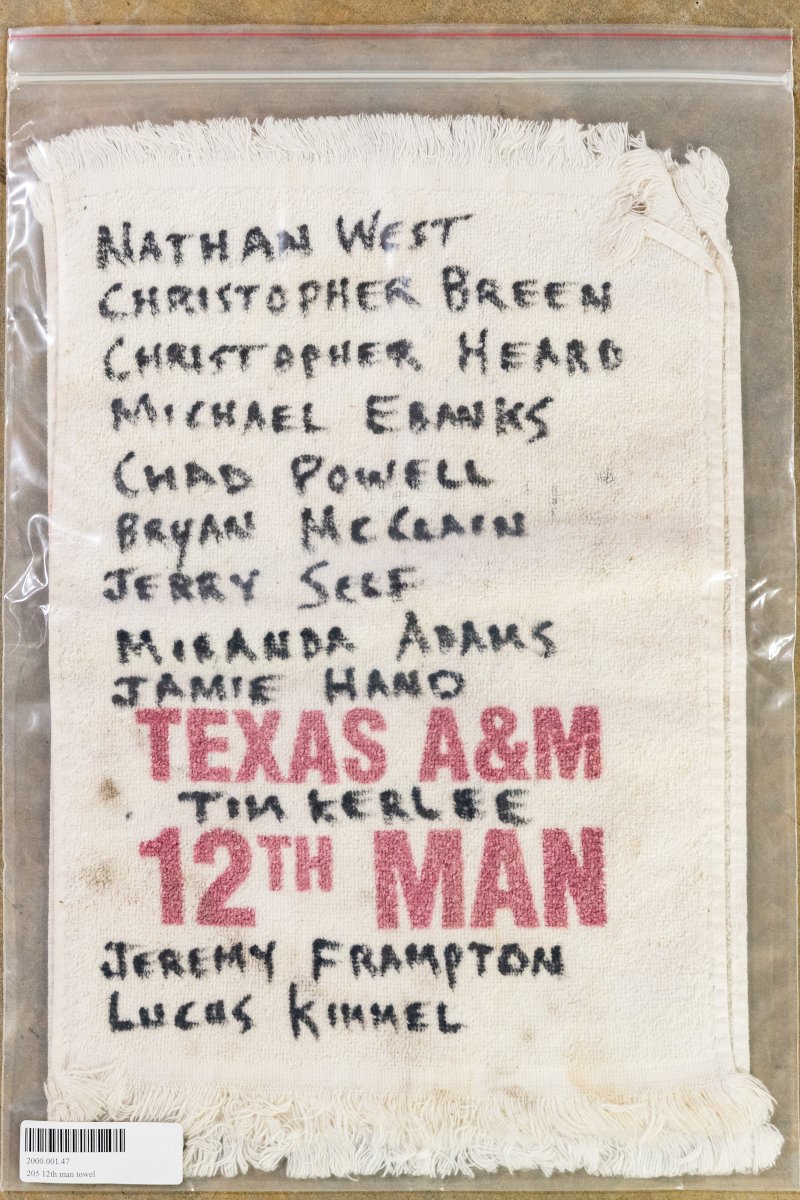 NATHAN WEST
CHRISTOPHER BREEN
CHRISTOPHER HEARD
MICHAEL EBANKS
CHAD POWELL
BRYAN McCLAIN
JERRY SELF
MIRANDA ADAMS
JAMIE HAND
TEXAS A&M
TIM KERLEE
12TH MAN
JEREMY FRAMPTON
LUCAS KIMMEL
2000.001.47
205 12th man towel